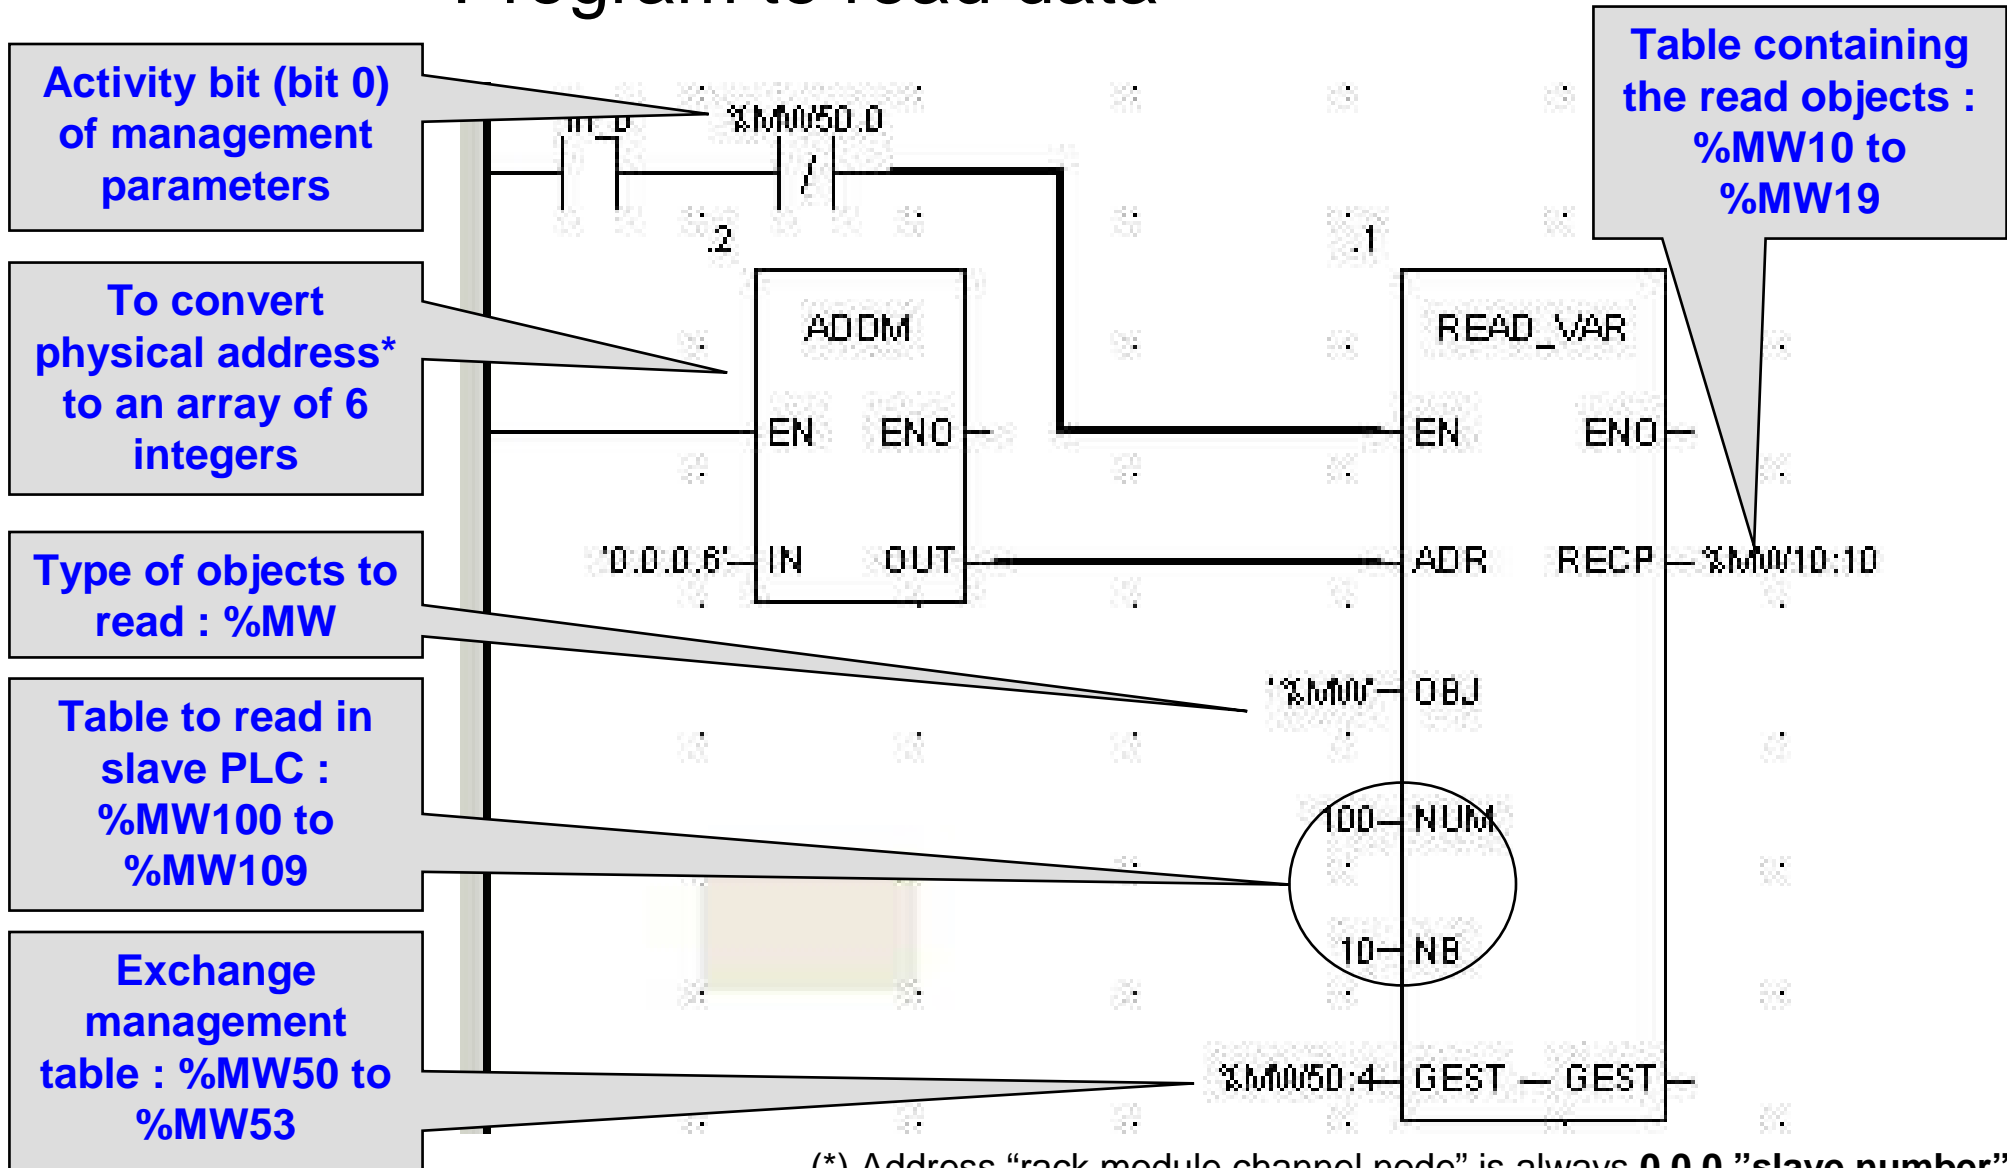 Program to read data
Activity bit (bit 0)
of management
parameters
To convert
physical address*
to an array of 6
integers
Type of objects to
read : %MW
Table to read in
slave PLC :
%MW100 to
%MW109
Exchange
management
table : %MW50 to
%MW53
Table containing
the read objects :
%MW10 to
%MW19
%MW50.0
/
.2
ADDM
EN ENO
'0.0.0.6' IN OUT
.1
READ_VAR
EN ENO
ADR RECP %MW10:10
'%MW' OBJ
100 NUM
10 NB
%MW50:4 GEST — GEST
(*) Address “rack.module.channel.node” is always 0.0.0.”slave number”